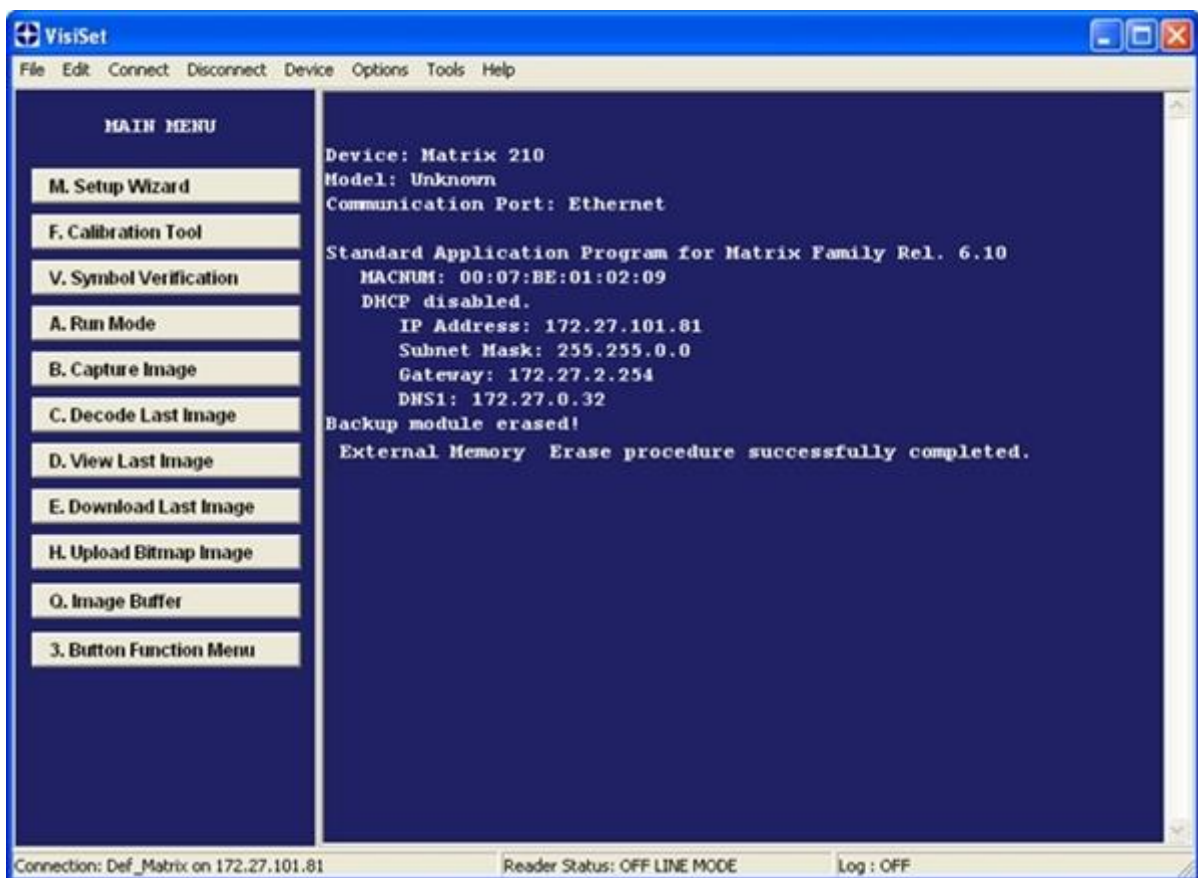 VisiSet
File Edit Connect Disconnect Device Options Tools Help
MAIN MENU
M. Setup Wizard
F. Calibration Tool
V. Symbol Verification
A. Run Mode
B. Capture Image
C. Decode Last Image
D. View Last Image
E. Download Last Image
H. Upload Bitmap Image
Q. Image Buffer
3. Button Function Menu
Device: Matrix 210
Model: Unknown
Communication Port: Ethernet
Standard Application Program for Matrix Family Rel. 6.10
MACNUM: 00:07:BE:01:02:09
DHCP disabled.
IP Address: 172.27.101.81
Subnet Mask: 255.255.0.0
Gateway: 172.27.2.254
DNS1: 172.27.0.32
Backup module erased!
External Memory Erase procedure successfully completed.
Connection: Def_Matrix on 172.27.101.81
Reader Status: OFF LINE MODE
Log : OFF